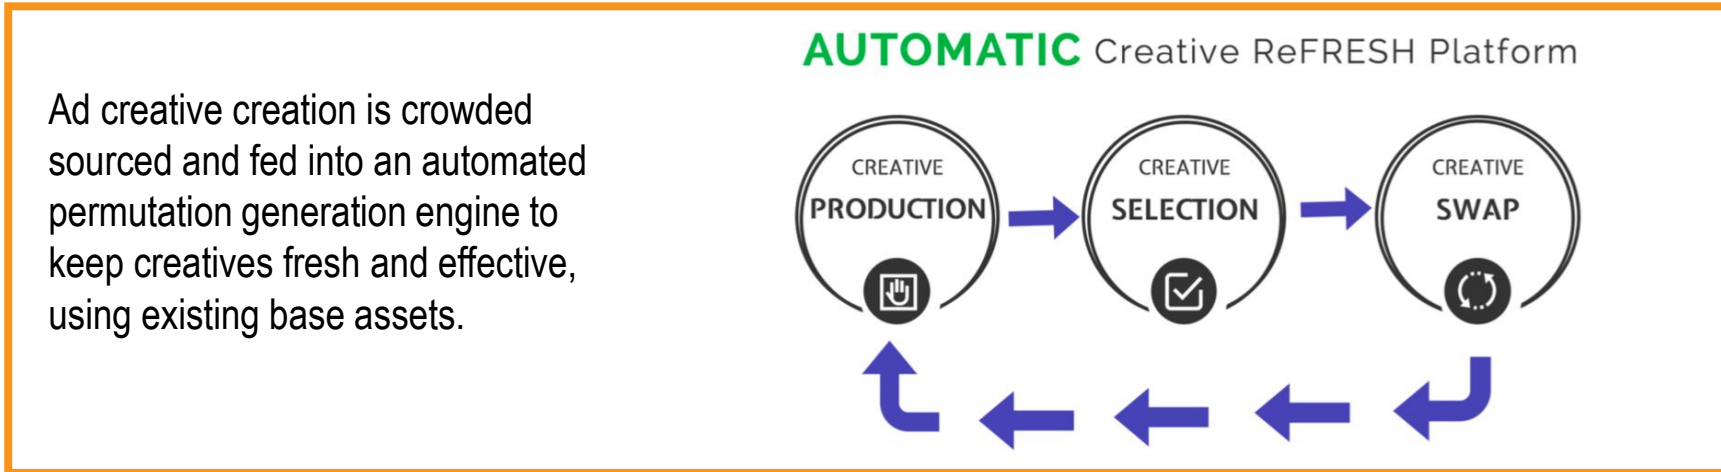 AUTOMATIC Creative ReFRESH Platform
Ad creative creation is crowded
sourced and fed into an automated
permutation generation engine to
keep creatives fresh and effective,
using existing base assets.
CREATIVE
PRODUCTION
CREATIVE
SELECTION
CREATIVE
SWAP